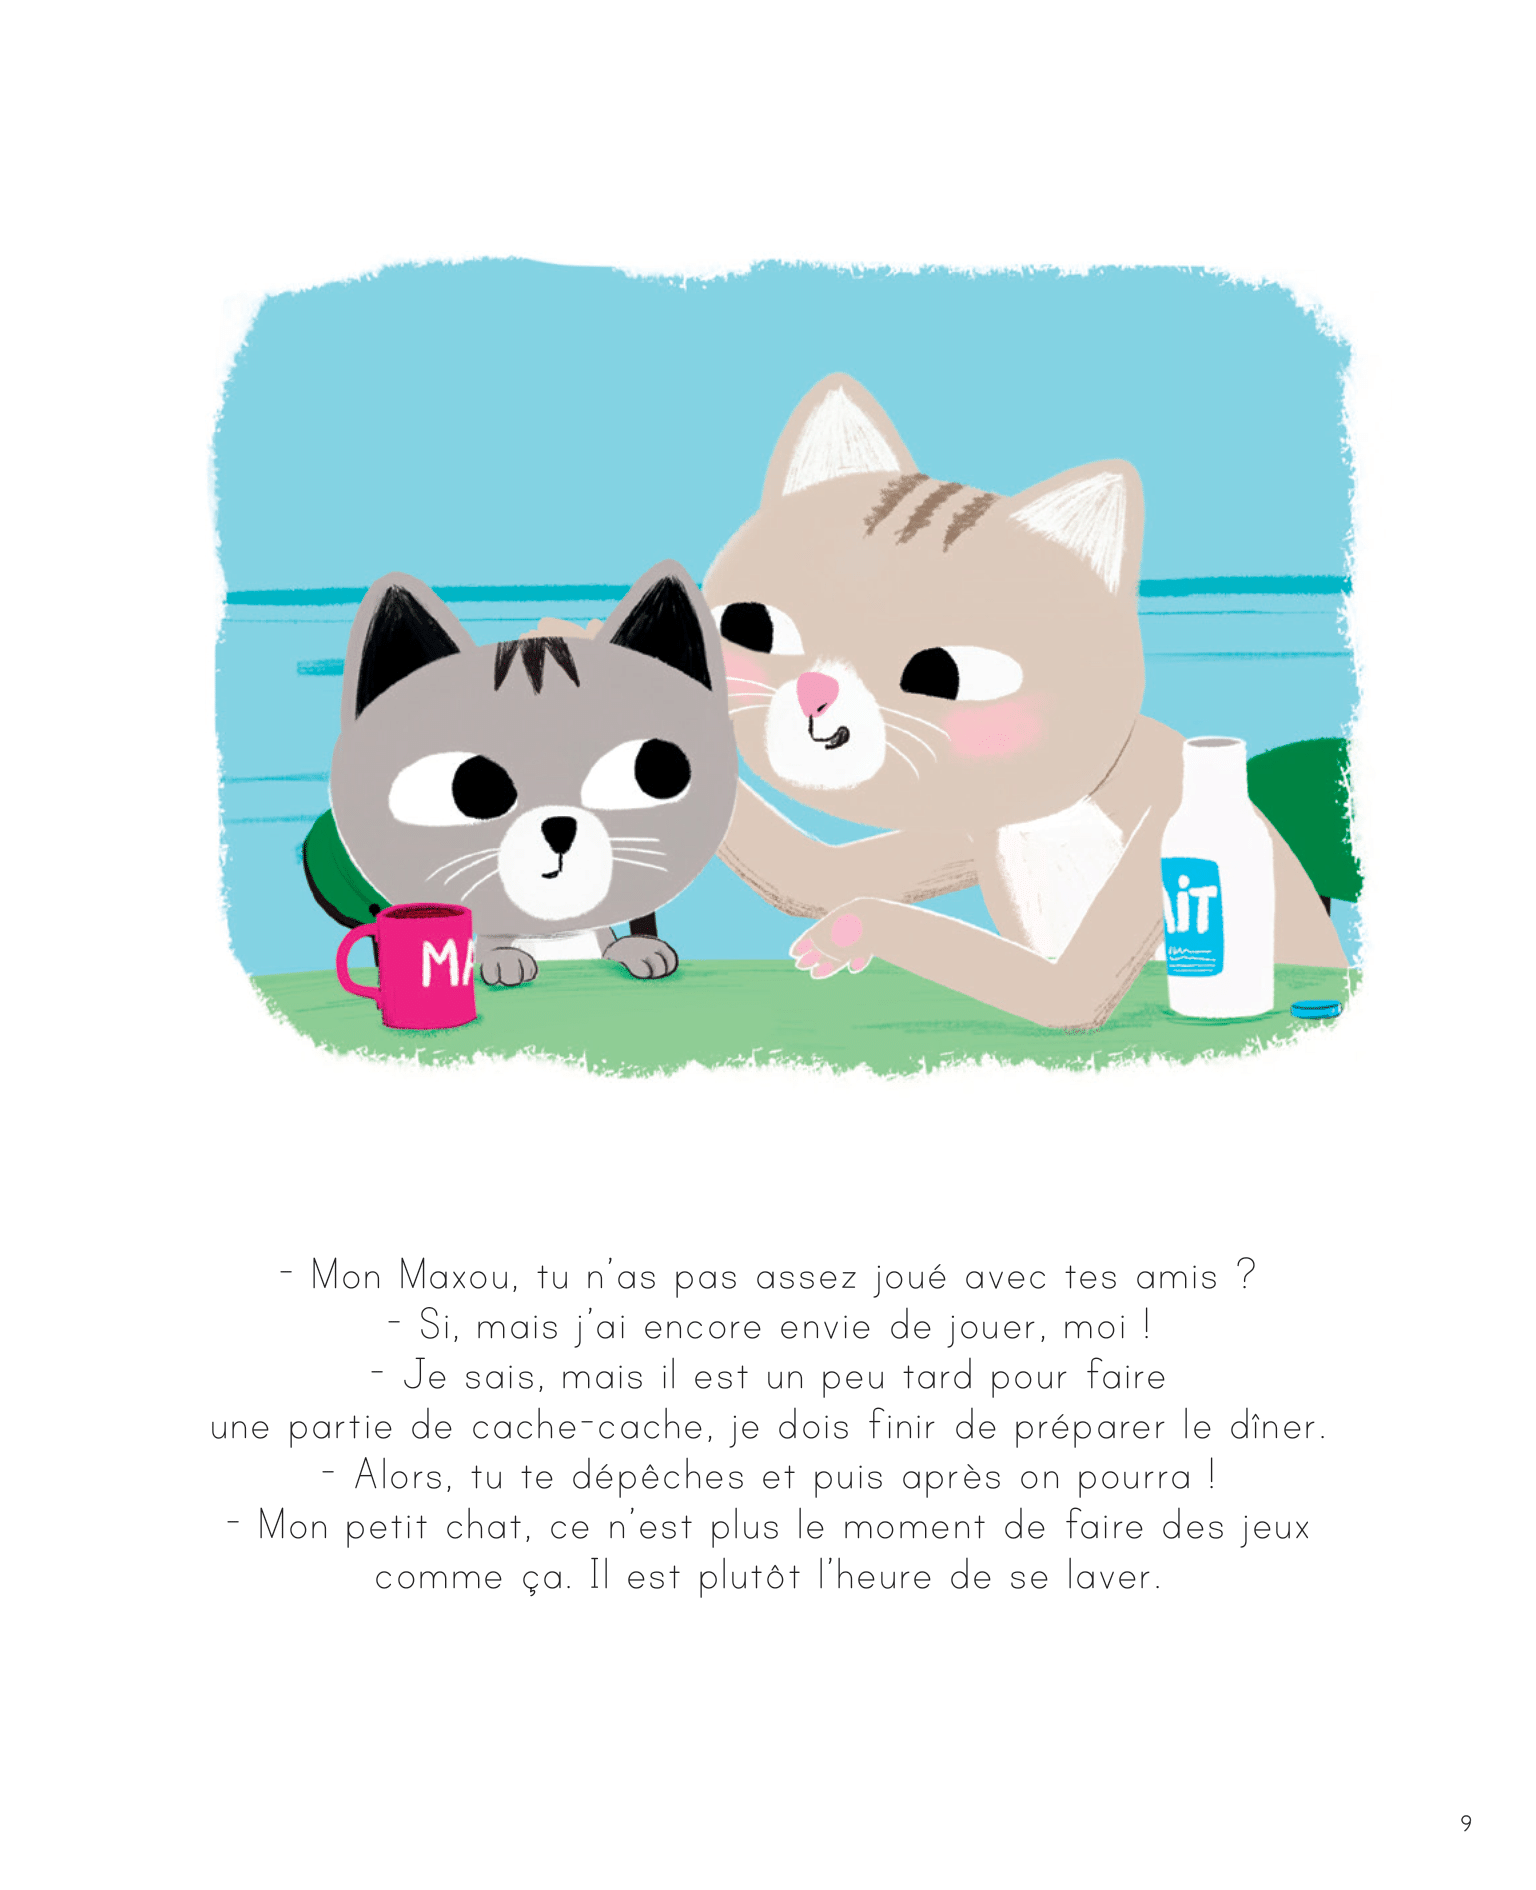 MA
AiT
- Mon Maxou, tu n'as pas assez joué avec tes amis ?
- Si, mais j'ai encore envie de jouer, moi !
- Je sais, mais il est un peu tard pour faire
une partie de cache-cache, je dois finir de préparer le dîner.
- Alors, tu te dépêches et puis après on pourra !
- Mon petit chat, ce n'est plus le moment de faire des jeux
comme ça. Il est plutôt l'heure de se laver.
9